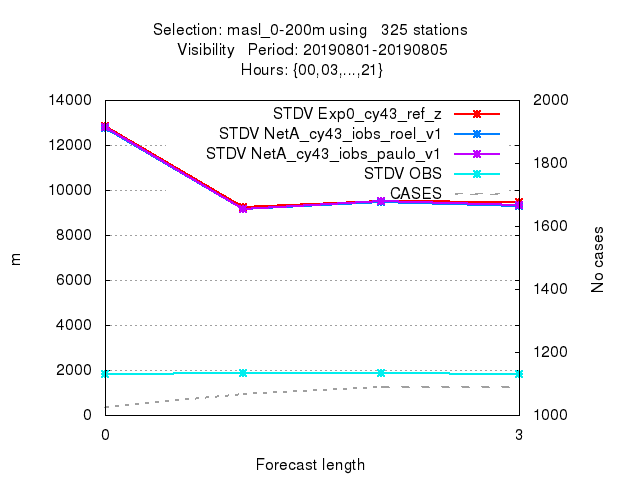 Selection: masl_0-200m using   325 stations
Visibility   Period: 20190801-20190805
Hours: {00,03,...,21}
14000
12000
10000
8000
6000
4000
2000
0
m
STDV Exp0_cy43_ref_z
STDV NetA_cy43_iobs_roel_v1
STDV NetA_cy43_iobs_paulo_v1
STDV OBS
CASES
2000
1800
1600
1400
1200
1000
No cases
0
3
Forecast length